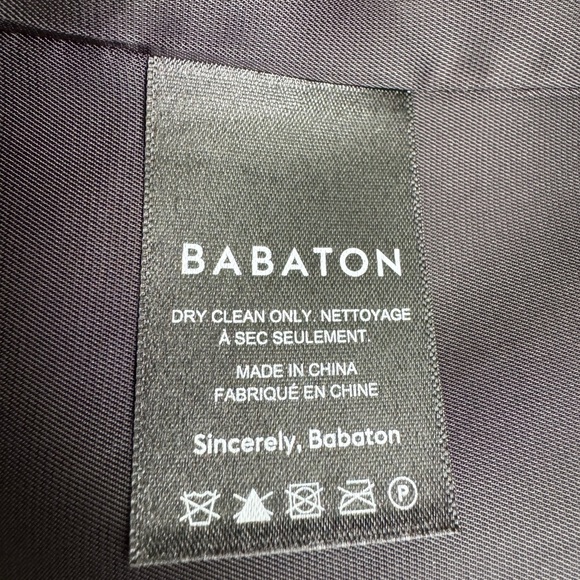 BABATON
DRY CLEAN ONLY. NETTOYAGE
À SEC SEULEMENT.
MADE IN CHINA
FABRIQUÉ EN CHINE
Sincerely, Babaton
P